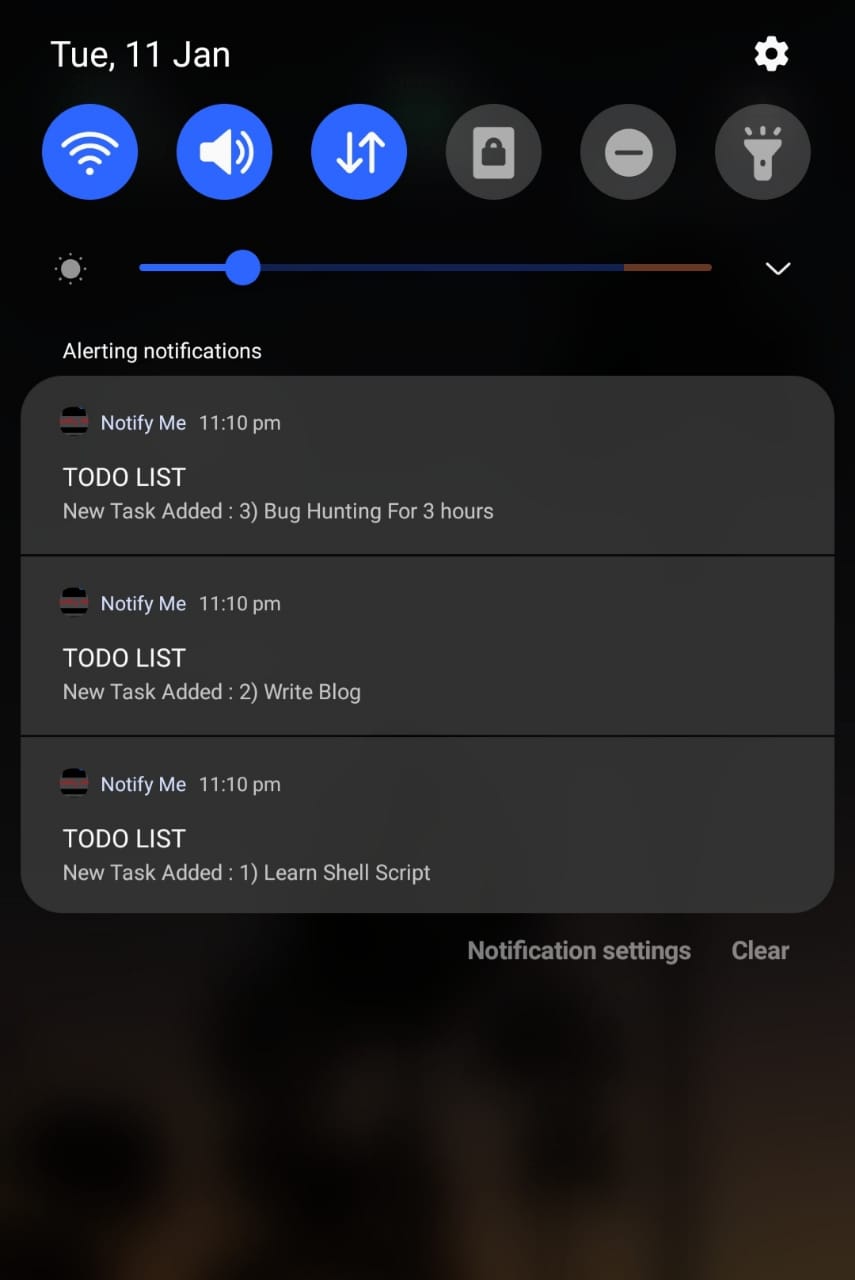 Tue, 11 Jan
Alerting notifications
Notify Me 11:10 pm
TODO LIST
New Task Added : 3) Bug Hunting For 3 hours
Notify Me 11:10 pm
TODO LIST
New Task Added : 2) Write Blog
Notify Me 11:10 pm
TODO LIST
New Task Added : 1) Learn Shell Script
Notification settings Clear